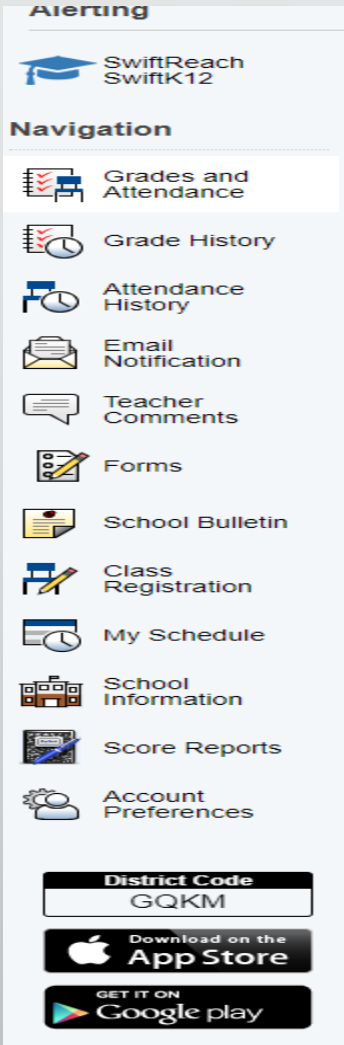 Alerting
SwiftReach
SwiftK12
Navigation
Grades and
Attendance
Grade History
Attendance
History
Email
Notification
Teacher
Comments
Forms
School Bulletin
Class
Registration
My Schedule
School
Information
Score Reports
Account
Preferences
District Code
GQKM
Download on the
App Store
GET IT ON
Google play